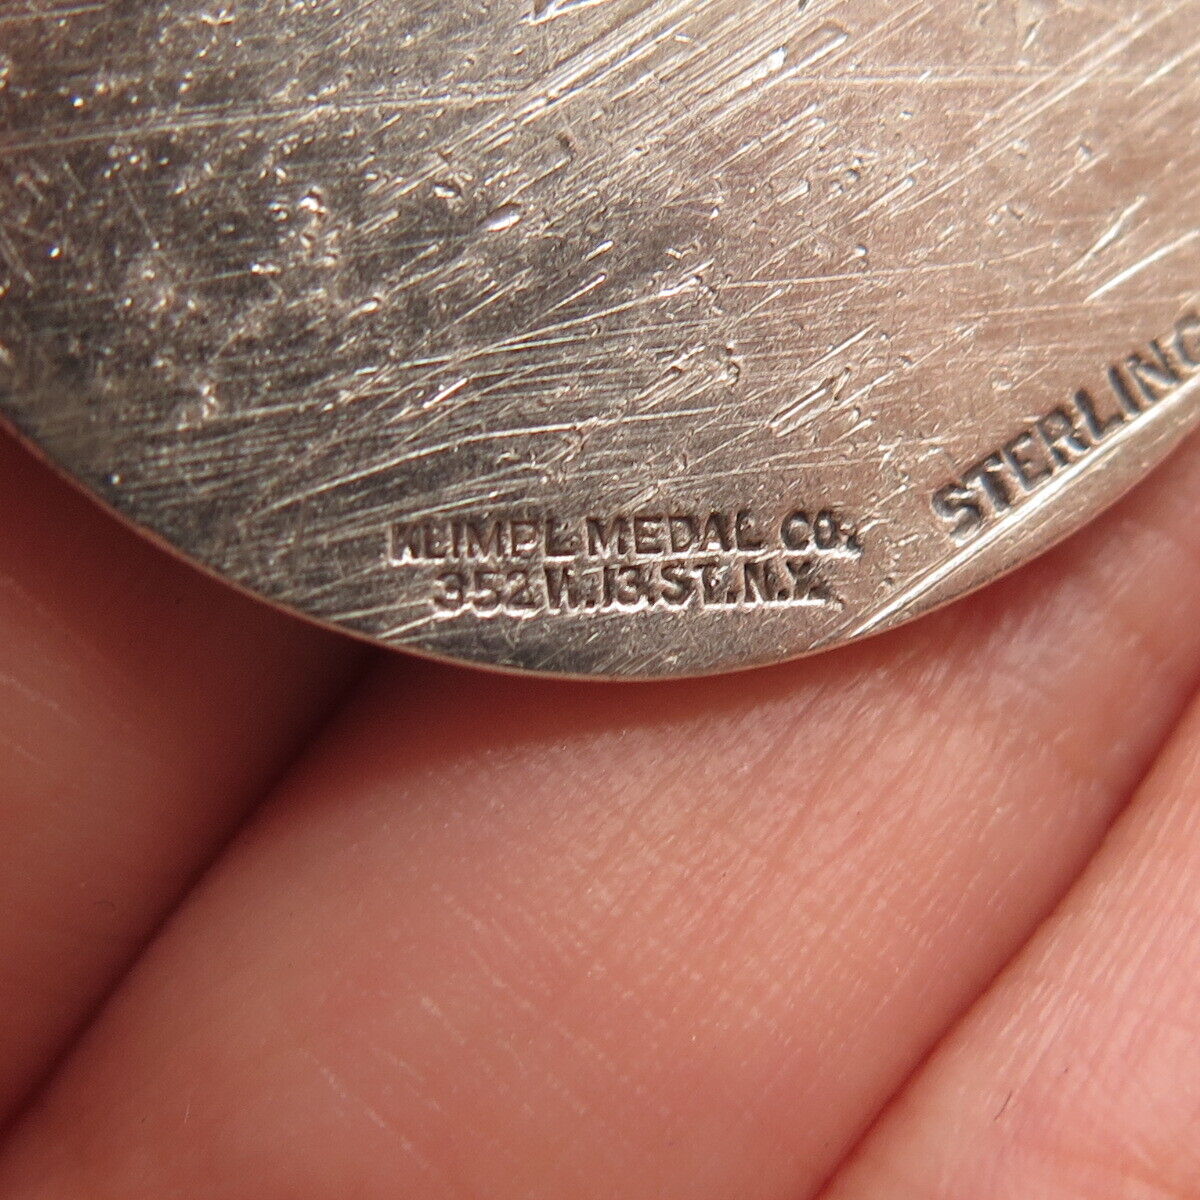 KLIMPL MEDAL CO.
352 W. 13. ST. N.Y.
STERLING